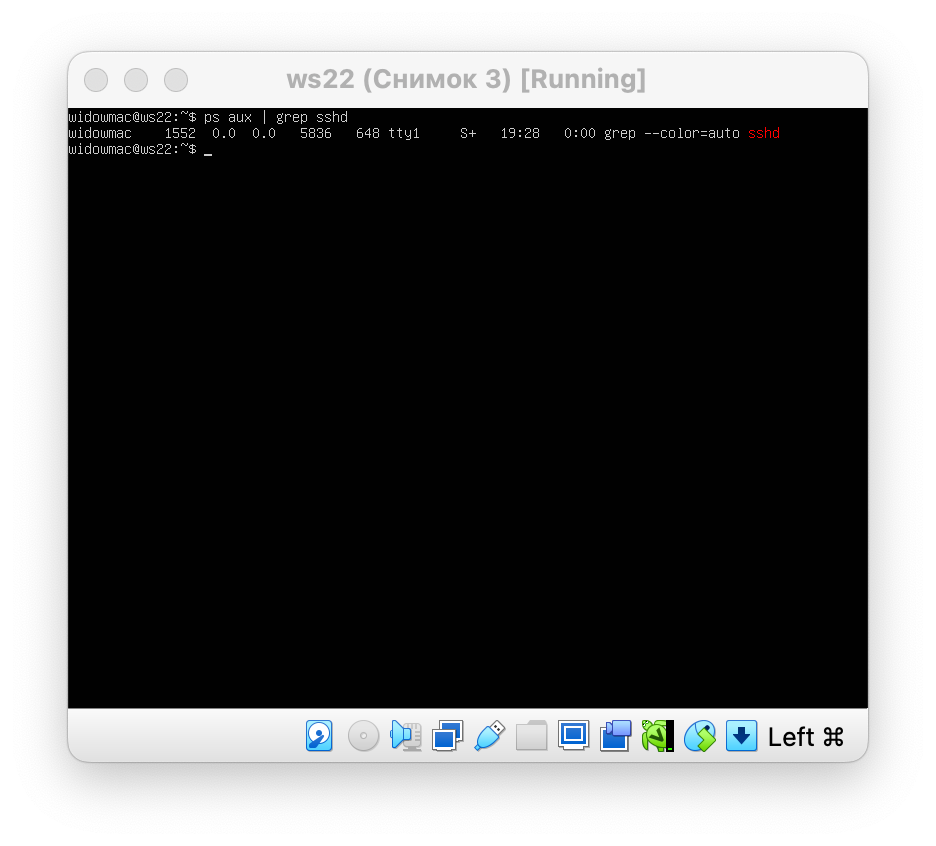 ws22 (Снимок 3) [Running]
widowmac@ws22:~$ ps aux | grep sshd
widowmac    1552  0.0  0.0   5836   648 tty1     S+   19:28   0:00 grep --color=auto sshd
widowmac@ws22:~$ _
Left ⌘